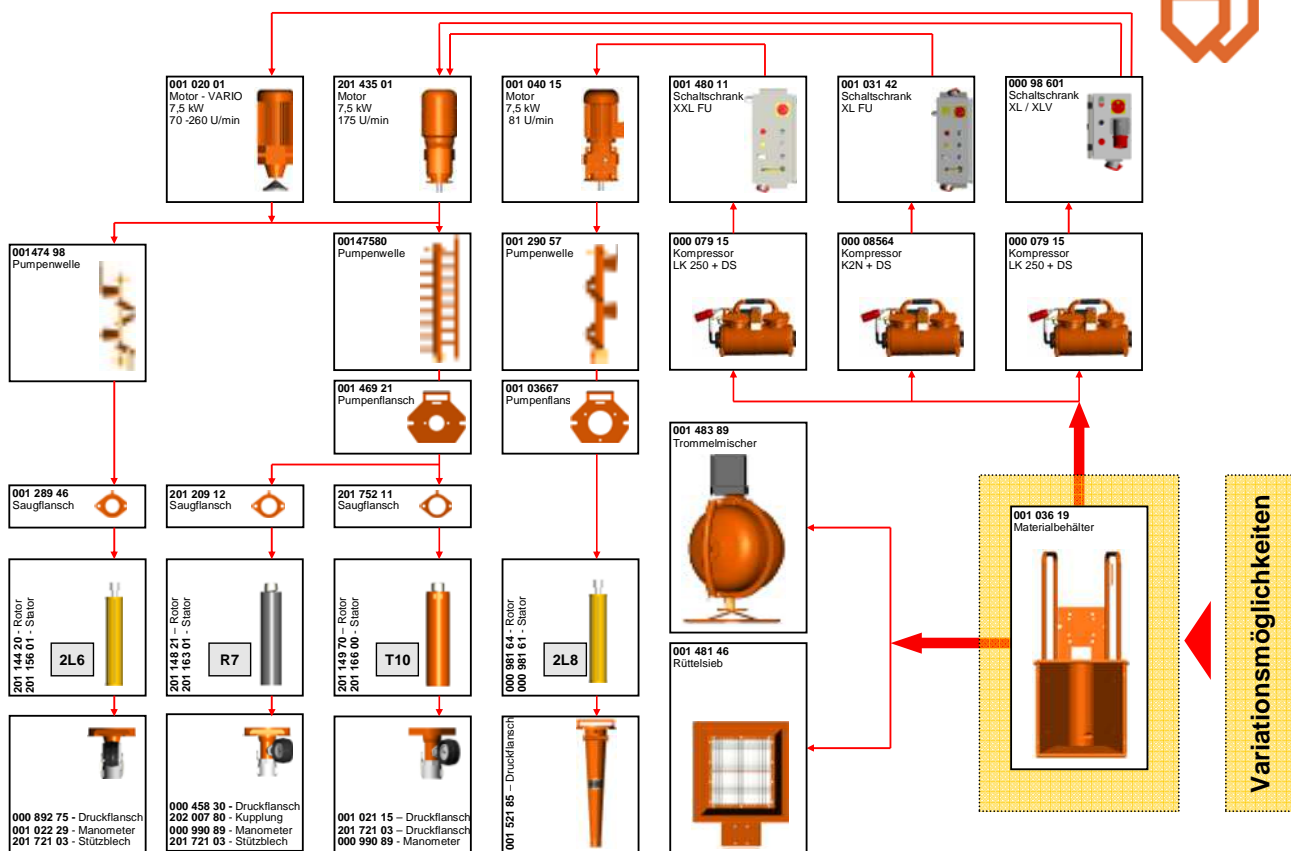 001 020 01
Motor - VARIO
7,5 kW
70 -260 U/min
201 435 01
Motor
7,5 kW
175 U/min
001 040 15
Motor
7,5 kW
81 U/min
001 480 11
Schaltschrank
XXL FU
001 031 42
Schaltschrank
XL FU
000 98 601
Schaltschrank
XL / XLV
001474 98
Pumpenwelle
00147580
Pumpenwelle
001 290 57
Pumpenwelle
000 079 15
Kompressor
LK 250 + DS
000 08564
Kompressor
K2N + DS
000 079 15
Kompressor
LK 250 + DS
001 469 21
Pumpenflansch
001 03667
Pumpenflans
001 483 89
Trommelmischer
001 289 46
Saugflansch
201 209 12
Saugflansch
201 752 11
Saugflansch
001 036 19
Materialbehälter
Variationsmöglichkeiten
201 144 20 - Rotor
201 156 01 - Stator
2L6
201 148 21 – Rotor
201 163 01 - Stator
R7
201 149 70 – Rotor
201 166 00 - Stator
T10
000 981 64 - Rotor
000 981 61 - Stator
2L8
001 481 46
Rüttelsieb
000 892 75 - Druckflansch
001 022 29 - Manometer
201 721 03 - Stützblech
000 458 30 - Druckflansch
202 007 80 - Kupplung
000 990 89 - Manometer
201 721 03 - Stützblech
001 021 15 – Druckflansch
201 721 03 – Druckflansch
000 990 89 - Manometer
001 521 85 – Druckflansch